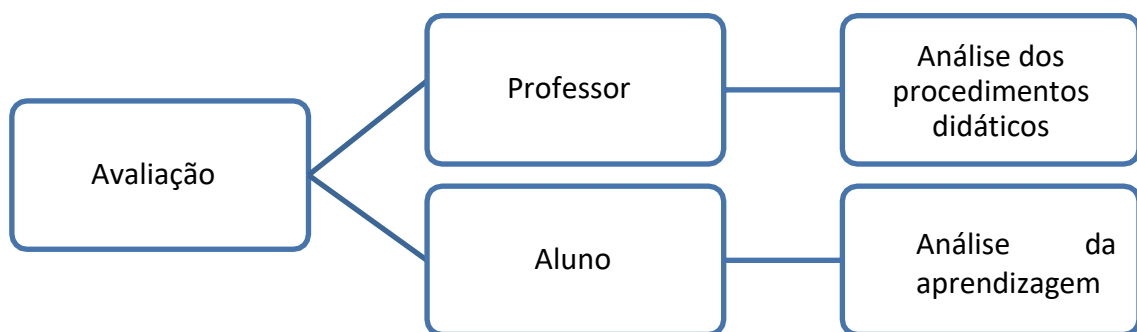 Avaliação
Professor
Análise dos
procedimentos
didáticos
Aluno
Análise da
aprendizagem